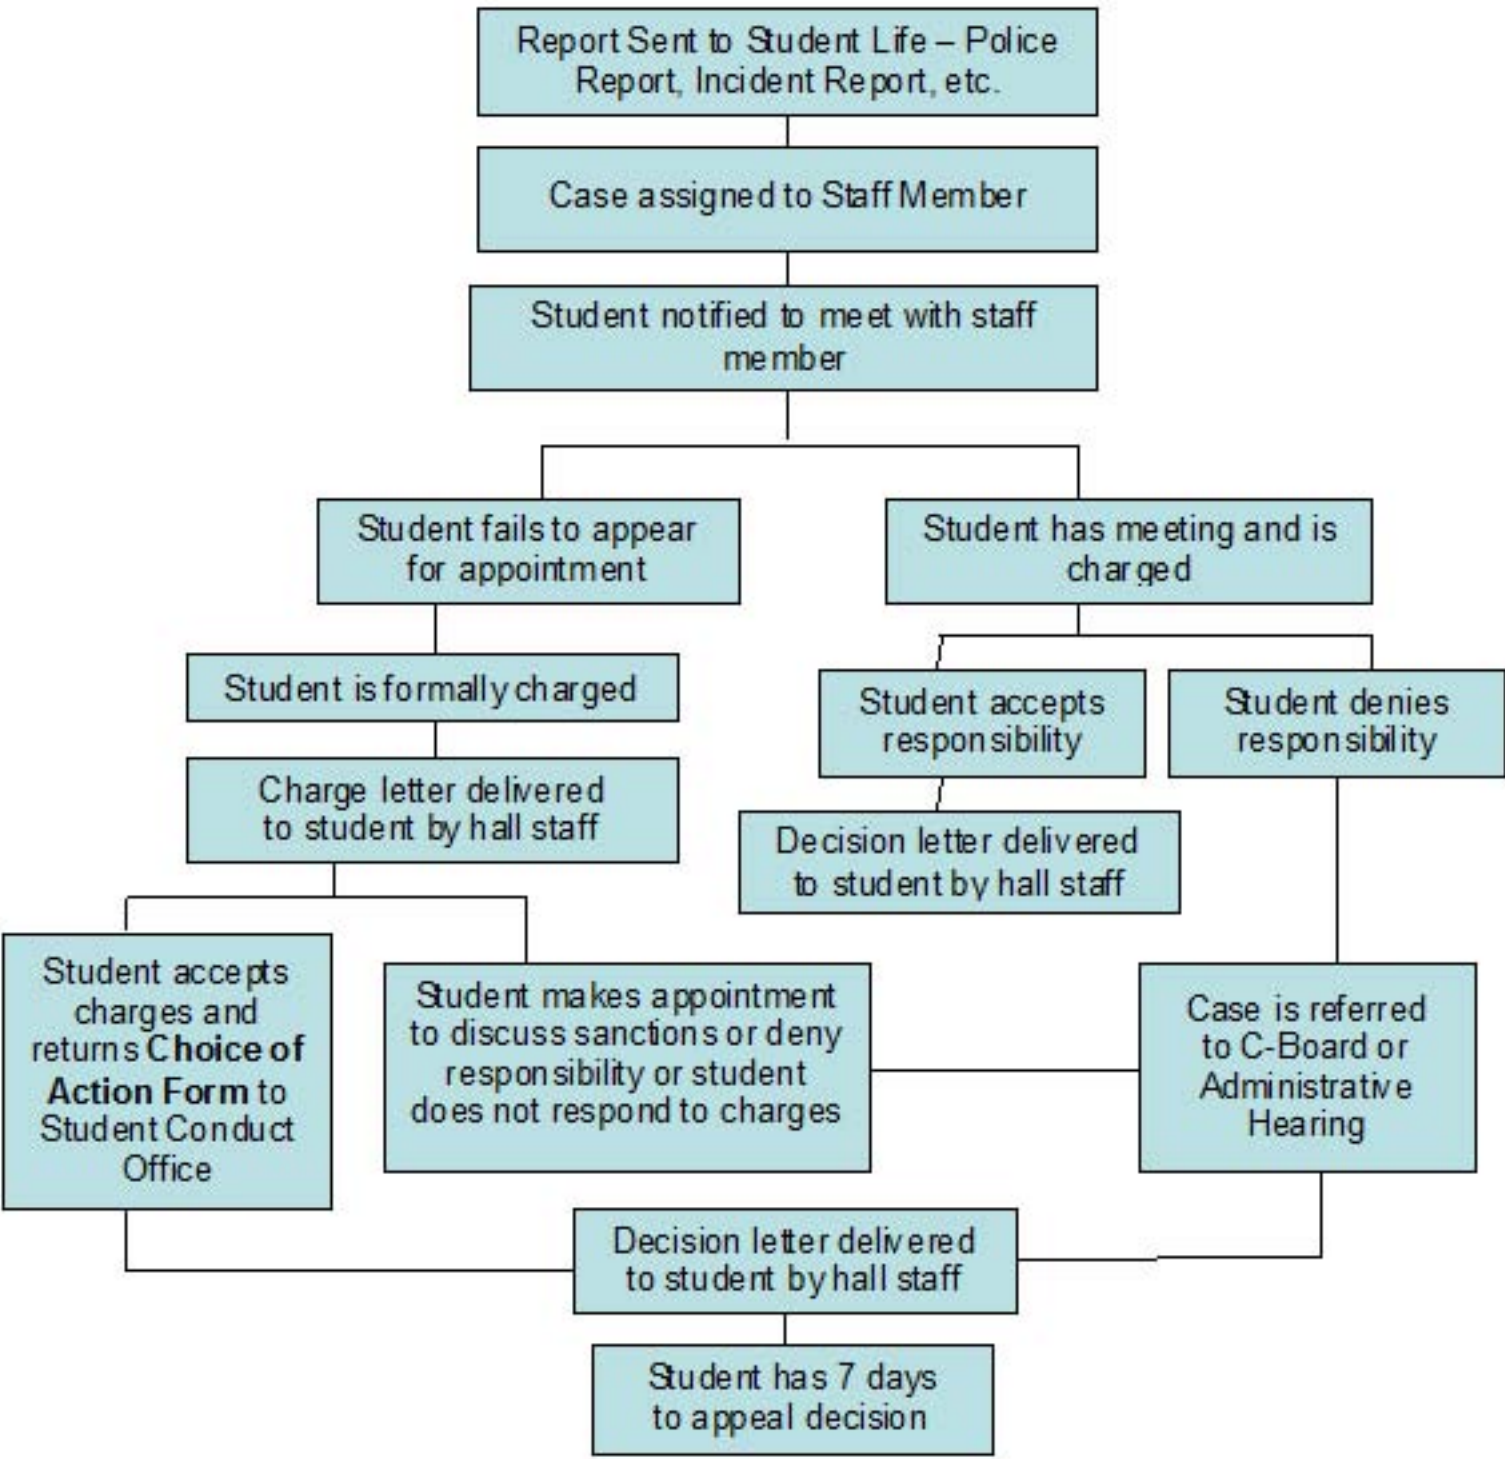 Report Sent to Student Life – Police
Report, Incident Report, etc.
Case assigned to Staff Member
Student notified to meet with staff
member
Student fails to appear
for appointment
Student has meeting and is
charged
Student is formally charged
Student accepts
responsibility
Student denies
responsibility
Charge letter delivered
to student by hall staff
Decision letter delivered
to student by hall staff
Student accepts
charges and
returns Choice of
Action Form to
Student Conduct
Office
Student makes appointment
to discuss sanctions or deny
responsibility or student
does not respond to charges
Case is referred
to C-Board or
Administrative
Hearing
Decision letter delivered
to student by hall staff
Student has 7 days
to appeal decision